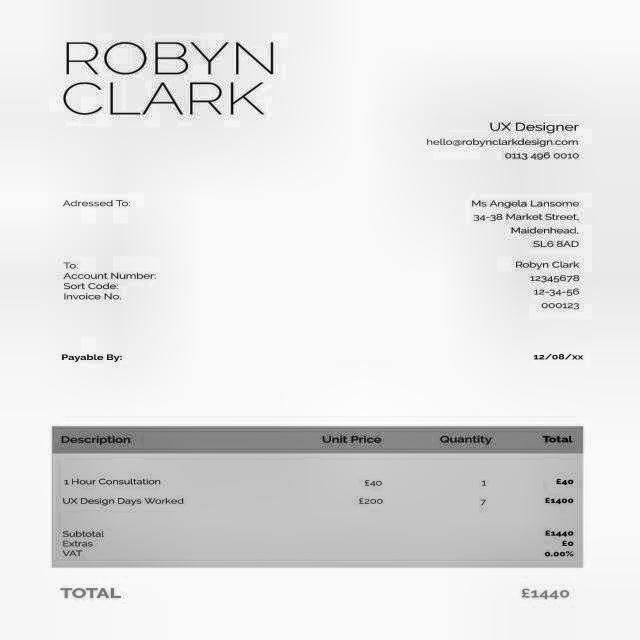 ROBYN
CLARK
UX Designer
hello@robynclarkdesign.com
0113 496 0010
Adressed To:
Ms Angela Lansome
34-38 Market Street,
Maidenhead,
SL6 8AD
To: Robyn Clark
Account Number: 12345678
Sort Code: 12-34-56
Invoice No. 000123
Payable By: 12/08/xx
Description Unit Price Quantity Total
1 Hour Consultation £40 1 £40
UX Design Days Worked £200 7 £1400
Subtotal £1440
Extras £0
VAT 0.00%
TOTAL £1440